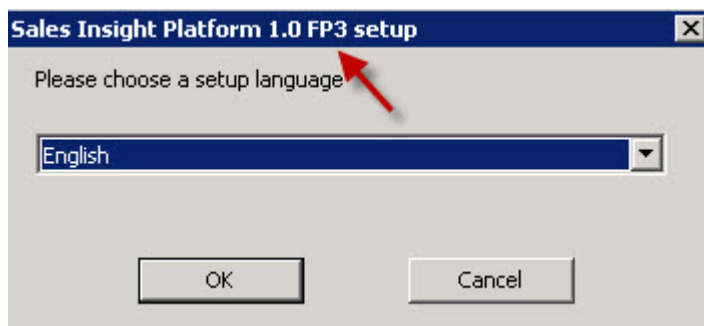 Sales Insight Platform 1.0 FP3 setup
Please choose a setup language
English
OK Cancel